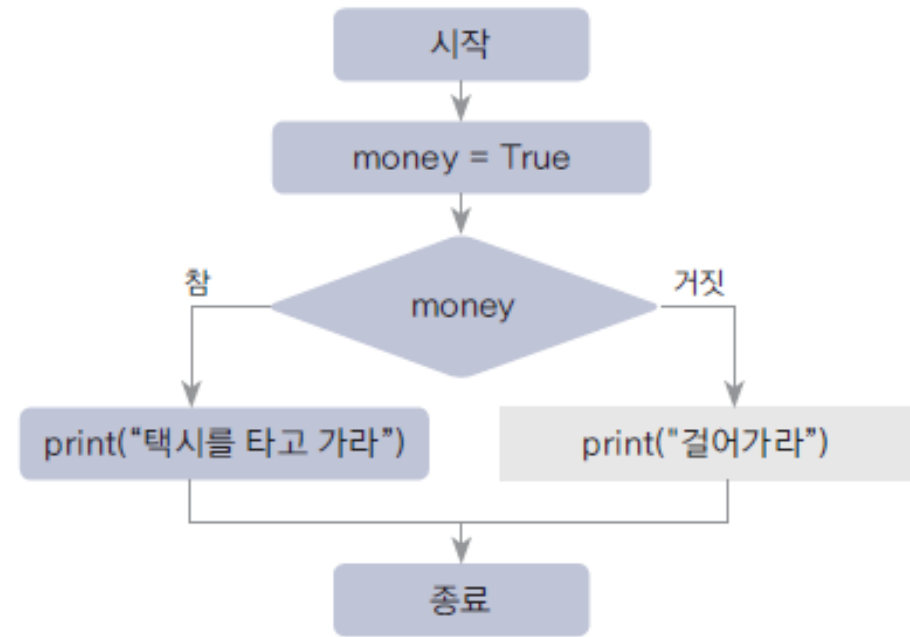 시작
money = True
참
거짓
money
print(“택시를 타고 가라”)
print("걸어가라”)
종료